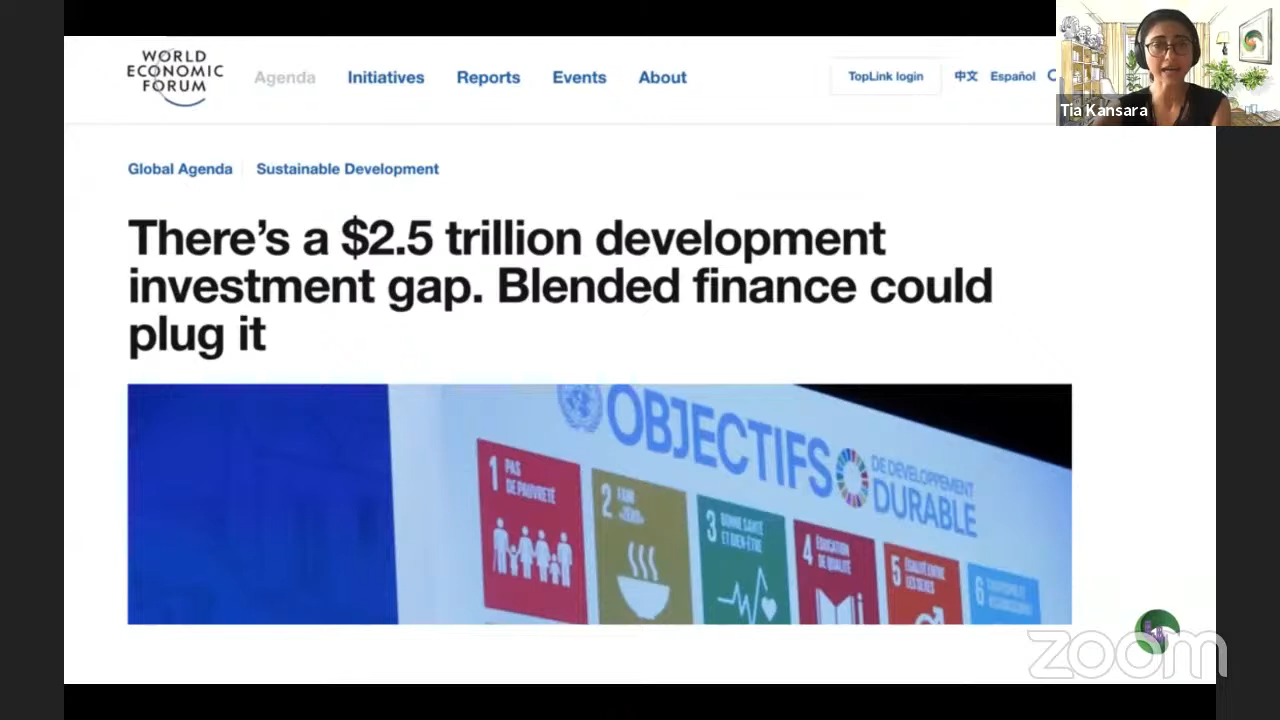 WORLD
ECONOMIC
FORUM
Agenda
Initiatives
Reports
Events
About
TopLink login
中文
Español
Tia Kansara
Global Agenda
Sustainable Development
There's a $2.5 trillion development
investment gap. Blended finance could
plug it
OBJECTIFS
DE DÉVELOPPEMENT
DURABLE
1 PAS
DE PAUVRETÉ
2 FAIM
«ZÉRO»
3 BONNE SANTÉ
ET BIEN-ÊTRE
4 ÉDUCATION
DE QUALITÉ
5 ÉGALITÉ ENTRE
LES SEXES
6
zoom